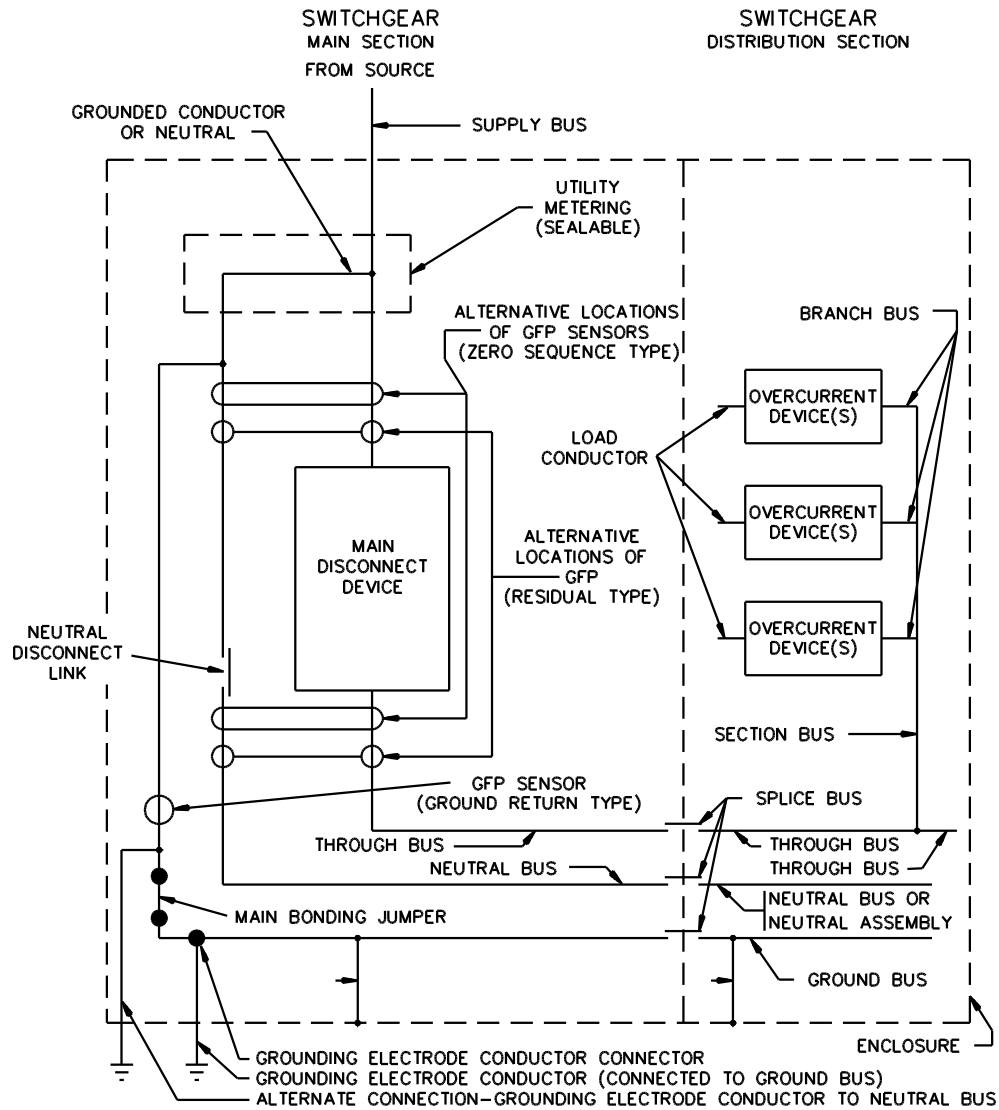 SWITCHGEAR
MAIN SECTION
FROM SOURCE
SWITCHGEAR
DISTRIBUTION SECTION
GROUNDED CONDUCTOR
OR NEUTRAL
SUPPLY BUS
UTILITY
METERING
(SEALABLE)
ALTERNATIVE LOCATIONS
OF GFP SENSORS
(ZERO SEQUENCE TYPE)
BRANCH BUS
OVERCURRENT
DEVICE(S)
LOAD
CONDUCTOR
OVERCURRENT
DEVICE(S)
MAIN
DISCONNECT
DEVICE
ALTERNATIVE
LOCATIONS OF
GFP
(RESIDUAL TYPE)
OVERCURRENT
DEVICE(S)
NEUTRAL
DISCONNECT
LINK
SECTION BUS
GFP SENSOR
(GROUND RETURN TYPE)
SPLICE BUS
THROUGH BUS
THROUGH BUS
THROUGH BUS
NEUTRAL BUS
NEUTRAL BUS OR
NEUTRAL ASSEMBLY
MAIN BONDING JUMPER
GROUND BUS
ENCLOSURE
GROUNDING ELECTRODE CONDUCTOR CONNECTOR
GROUNDING ELECTRODE CONDUCTOR (CONNECTED TO GROUND BUS)
ALTERNATE CONNECTION-GROUNDING ELECTRODE CONDUCTOR TO NEUTRAL BUS